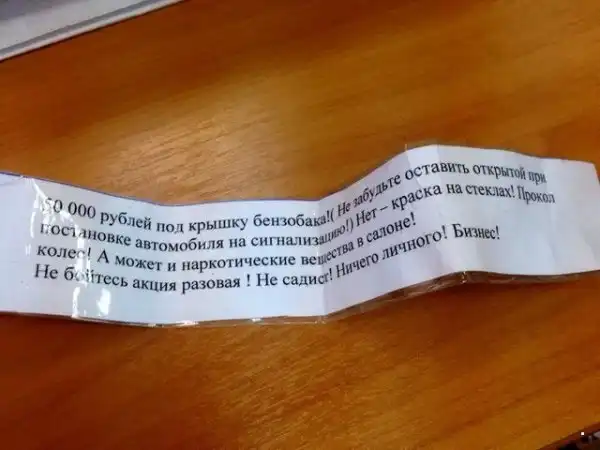 50 000 рублей под крышку бензобака!( Не забудьте оставить открытой при
постановке автомобиля на сигнализацию!) Нет – краска на стеклах! Прокол
колес! А может и наркотические вещества в салоне!
Не бойтесь акция разовая ! Не садист! Ничего личного! Бизнес!